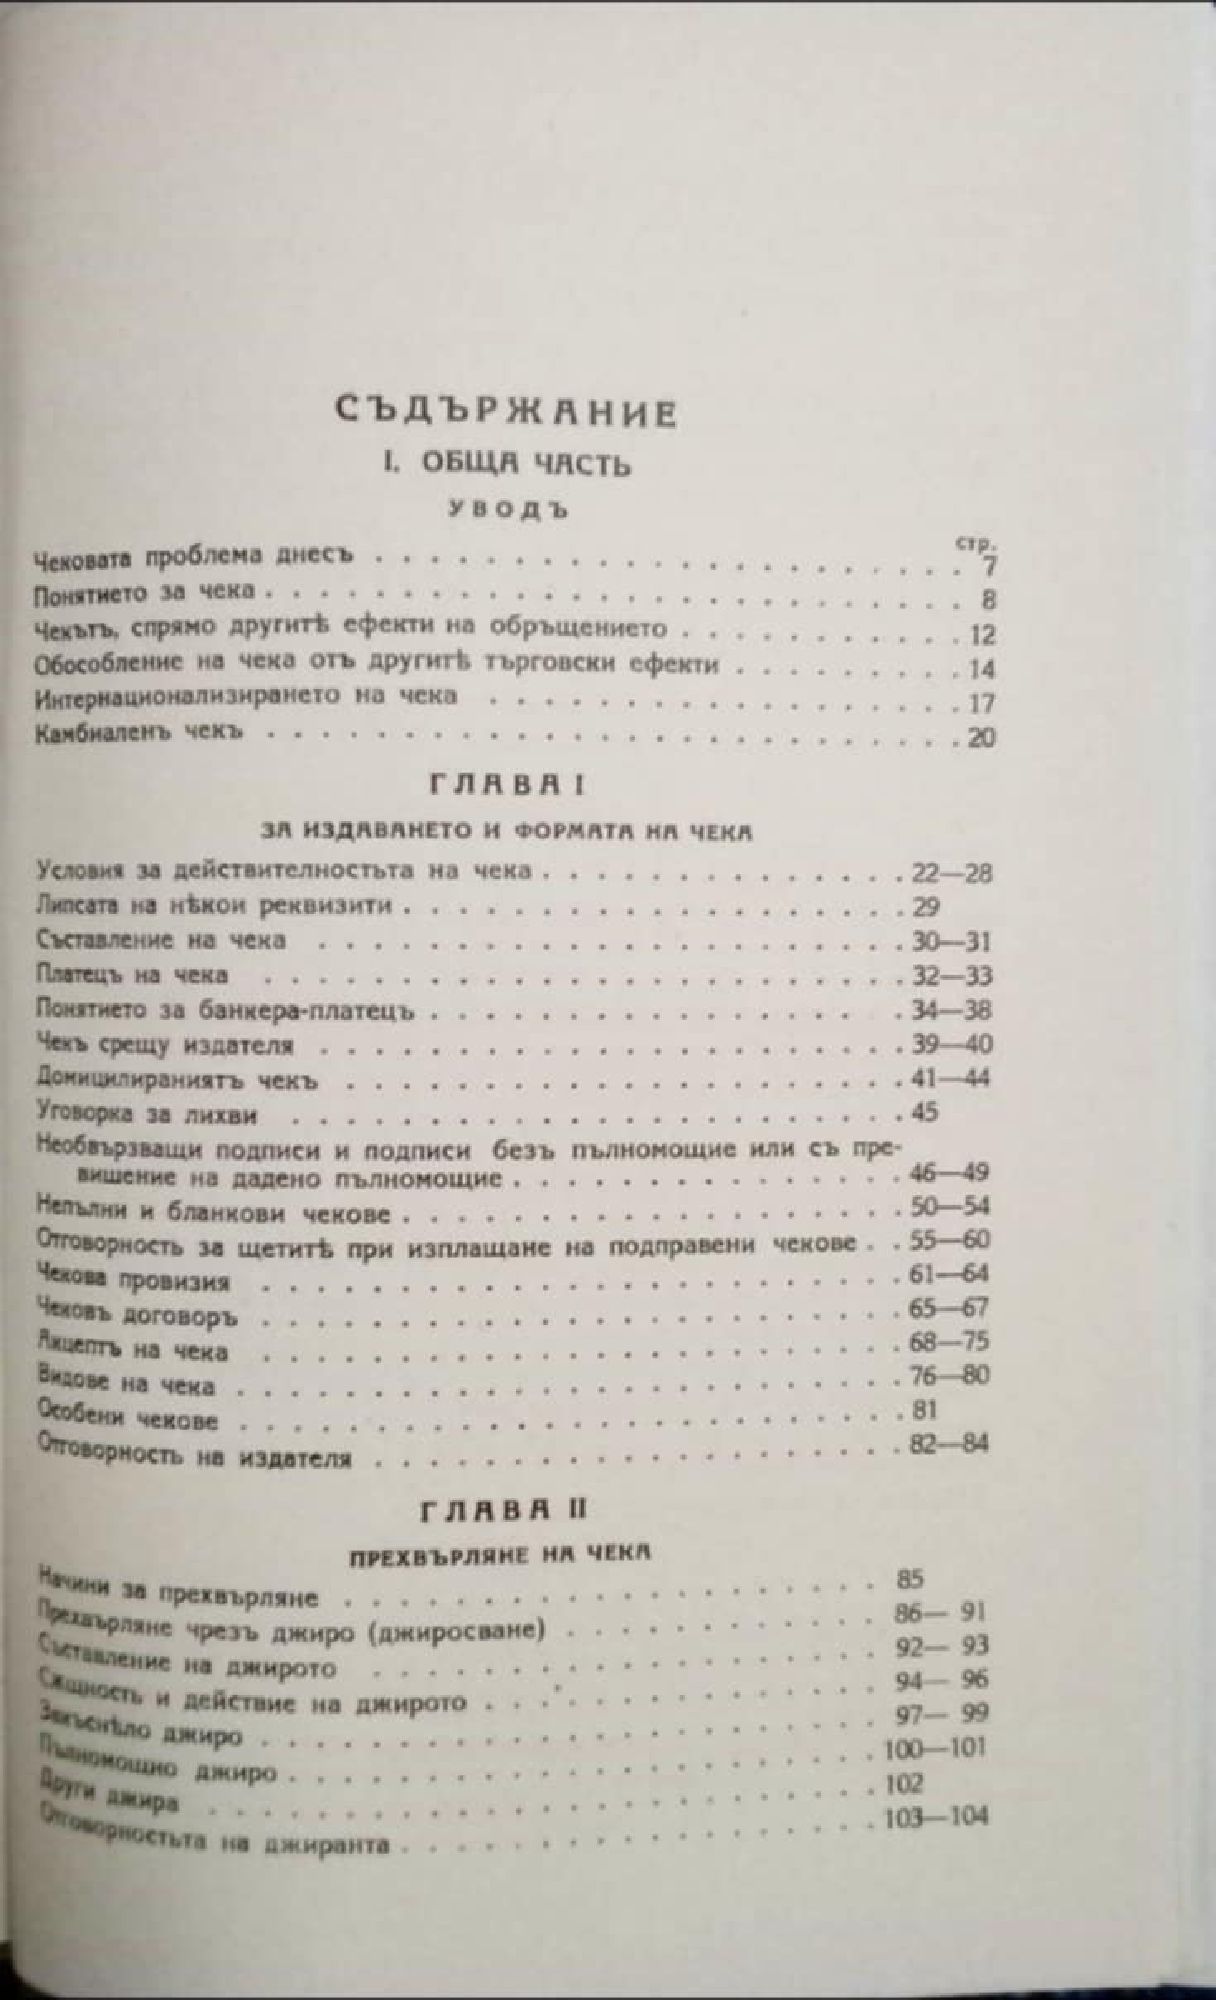 СЪДЪРЖАНИЕ
I. ОБЩА ЧАСТЬ
УВОДЪ
стр.
Чековата проблема днесъ . . . . . . . . . . . . . . . . . . . . . 7
Понятието за чека . . . . . . . . . . . . . . . . . . . . . . . . . 8
Чекътъ, спрямо другитѣ ефекти на обръщението . . . . . . . . . . 12
Обособление на чека отъ другитѣ търговски ефекти . . . . . . . . . 14
Интернационализирането на чека . . . . . . . . . . . . . . . . . 17
Камбиаленъ чекъ . . . . . . . . . . . . . . . . . . . . . . . . . 20
ГЛАВА I
ЗА ИЗДАВАНЕТО И ФОРМАТА НА ЧЕКА
Условия за действителностьта на чека . . . . . . . . . . . . . . 22—28
Липсата на нѣкои реквизити . . . . . . . . . . . . . . . . . . . 29
Съставление на чека . . . . . . . . . . . . . . . . . . . . . . 30—31
Платецъ на чека . . . . . . . . . . . . . . . . . . . . . . . . 32—33
Понятието за банкера-платецъ . . . . . . . . . . . . . . . . . 34—38
Чекъ срещу издателя . . . . . . . . . . . . . . . . . . . . . . 39—40
Домицилираниятъ чекъ . . . . . . . . . . . . . . . . . . . . . 41—44
Уговорка за лихви . . . . . . . . . . . . . . . . . . . . . . . 45
Необвързващи подписи и подписи безъ пълномощие или съ пре-
вишение на дадено пълномощие . . . . . . . . . . . . . . . 46—49
Непълни и бланкови чекове . . . . . . . . . . . . . . . . . . . 50—54
Отговорность за щетитѣ при изплащане на подправени чекове . . 55—60
Чекова провизия . . . . . . . . . . . . . . . . . . . . . . . . 61—64
Чековъ договоръ . . . . . . . . . . . . . . . . . . . . . . . . 65—67
Акцептъ на чека . . . . . . . . . . . . . . . . . . . . . . . . 68—75
Видове на чека . . . . . . . . . . . . . . . . . . . . . . . . . 76—80
Особени чекове . . . . . . . . . . . . . . . . . . . . . . . . . 81
Отговорность на издателя . . . . . . . . . . . . . . . . . . . 82—84
ГЛАВА II
ПРЕХВЪРЛЯНЕ НА ЧЕКА
Начини за прехвърляне . . . . . . . . . . . . . . . . . . . . 85
Прехвърляне чрезъ джиро (джиросване) . . . . . . . . . . . 86— 91
Съставление на джирото . . . . . . . . . . . . . . . . . . . 92— 93
Сѫщность и действие на джирото . . . . . . . . . . . . . . 94— 96
Закъснѣло джиро . . . . . . . . . . . . . . . . . . . . . . . 97— 99
Пълномощно джиро . . . . . . . . . . . . . . . . . . . . . 100—101
Други джира . . . . . . . . . . . . . . . . . . . . . . . . 102
Отговорностьта на джиранта . . . . . . . . . . . . . . . . . 103—104